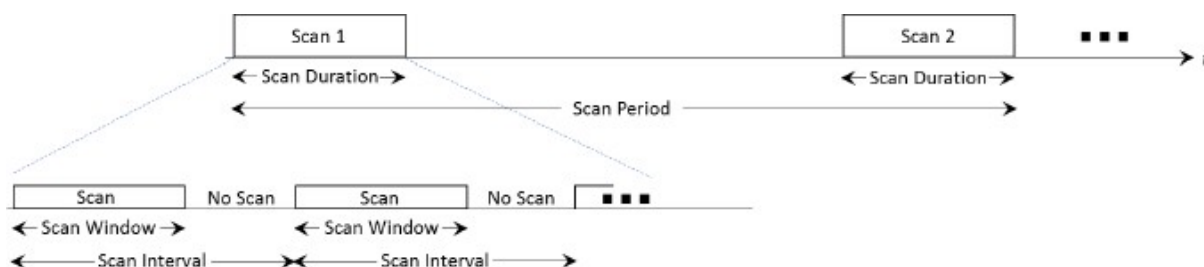 Scan 1
Scan 2
Scan Duration
Scan Duration
Scan Period
Scan
No Scan
Scan
No Scan
Scan Window
Scan Window
Scan Interval
Scan Interval